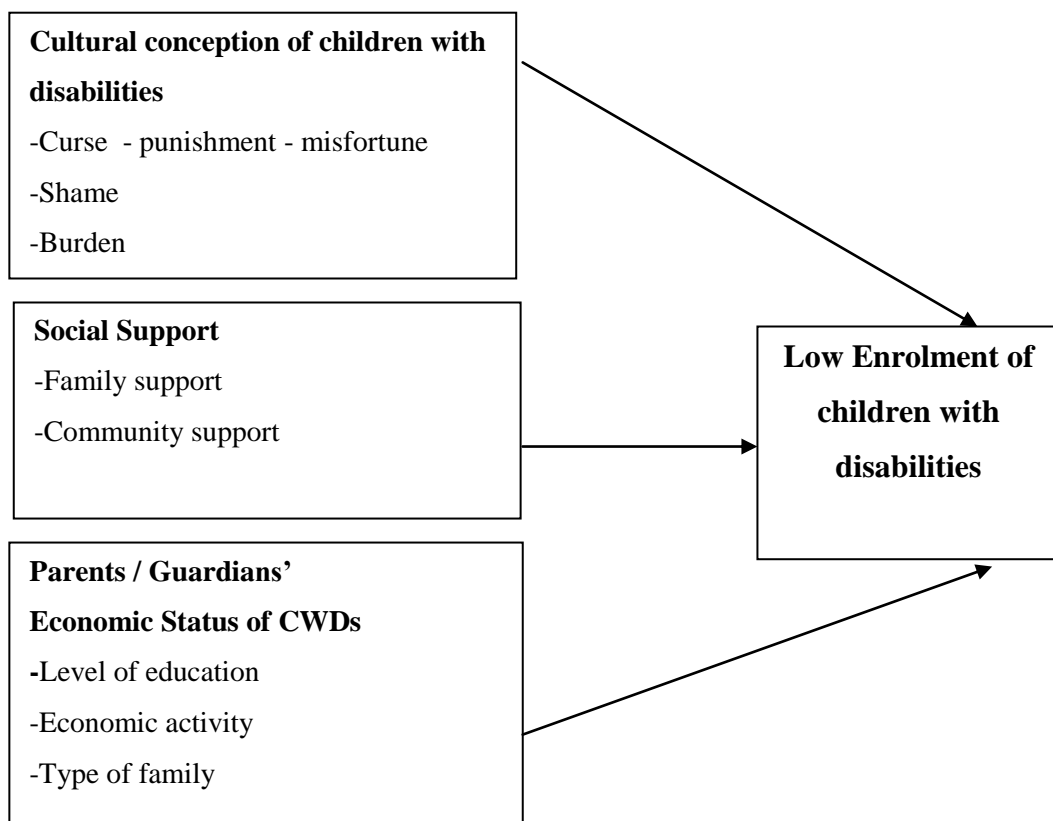 Cultural conception of children with
disabilities
-Curse  - punishment - misfortune
-Shame
-Burden
Social Support
-Family support
-Community support
Parents / Guardians’
Economic Status of CWDs
-Level of education
-Economic activity
-Type of family
Low Enrolment of
children with
disabilities